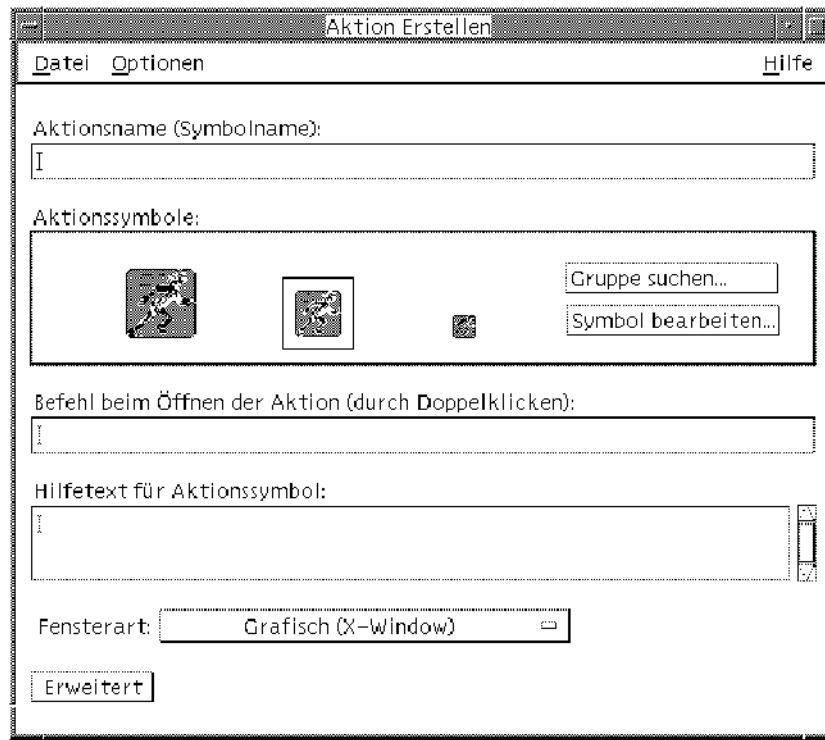 Aktion Erstellen
Datei Optionen Hilfe
Aktionsname (Symbolname):
Aktionssymbole:
Gruppe suchen...
Symbol bearbeiten...
Befehl beim Öffnen der Aktion (durch Doppelklicken):
Hilfetext für Aktionssymbol:
Fensterart: Grafisch (X-Window)
Erweitert